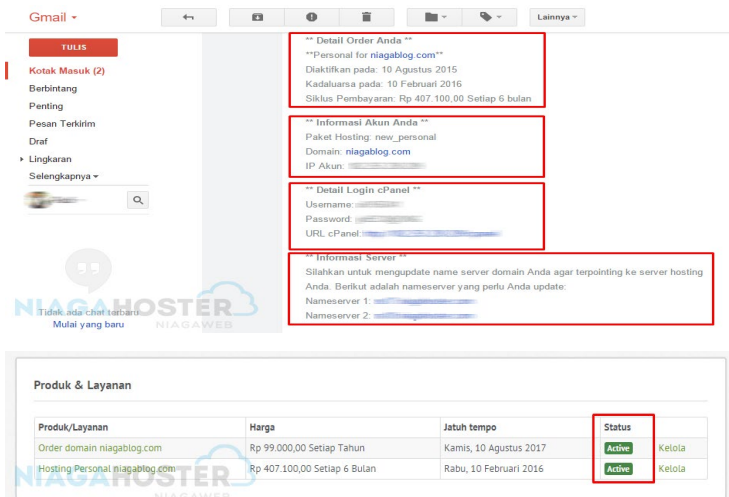 Gmail
Lainnya
TULIS
Kotak Masuk (2)
Berbintang
Penting
Pesan Terkirim
Draf
Lingkaran
Selengkapnya
Tidak ada chat terbaru
Mulai yang baru
** Detail Order Anda **
**Personal for niagablog.com**
Diaktifkan pada: 10 Agustus 2015
Kadaluarsa pada: 10 Februari 2016
Siklus Pembayaran: Rp 407.100,00 Setiap 6 bulan
** Informasi Akun Anda **
Paket Hosting: new_personal
Domain: niagablog.com
IP Akun:
** Detail Login cPanel **
Username:
Password:
URL cPanel:
** Informasi Server **
Silahkan untuk mengupdate name server domain Anda agar terpointing ke server hosting
Anda. Berikut adalah nameserver yang perlu Anda update:
Nameserver 1:
Nameserver 2:
NIAGAHOSTER
NIAGAWEB
Produk & Layanan
Produk/Layanan Harga Jatuh tempo Status
Order domain niagablog.com Rp 99.000,00 Setiap Tahun Kamis, 10 Agustus 2017 Active Kelola
Hosting Personal niagablog.com Rp 407.100,00 Setiap 6 Bulan Rabu, 10 Februari 2016 Active Kelola
NIAGAHOSTER
NIAGAWEB